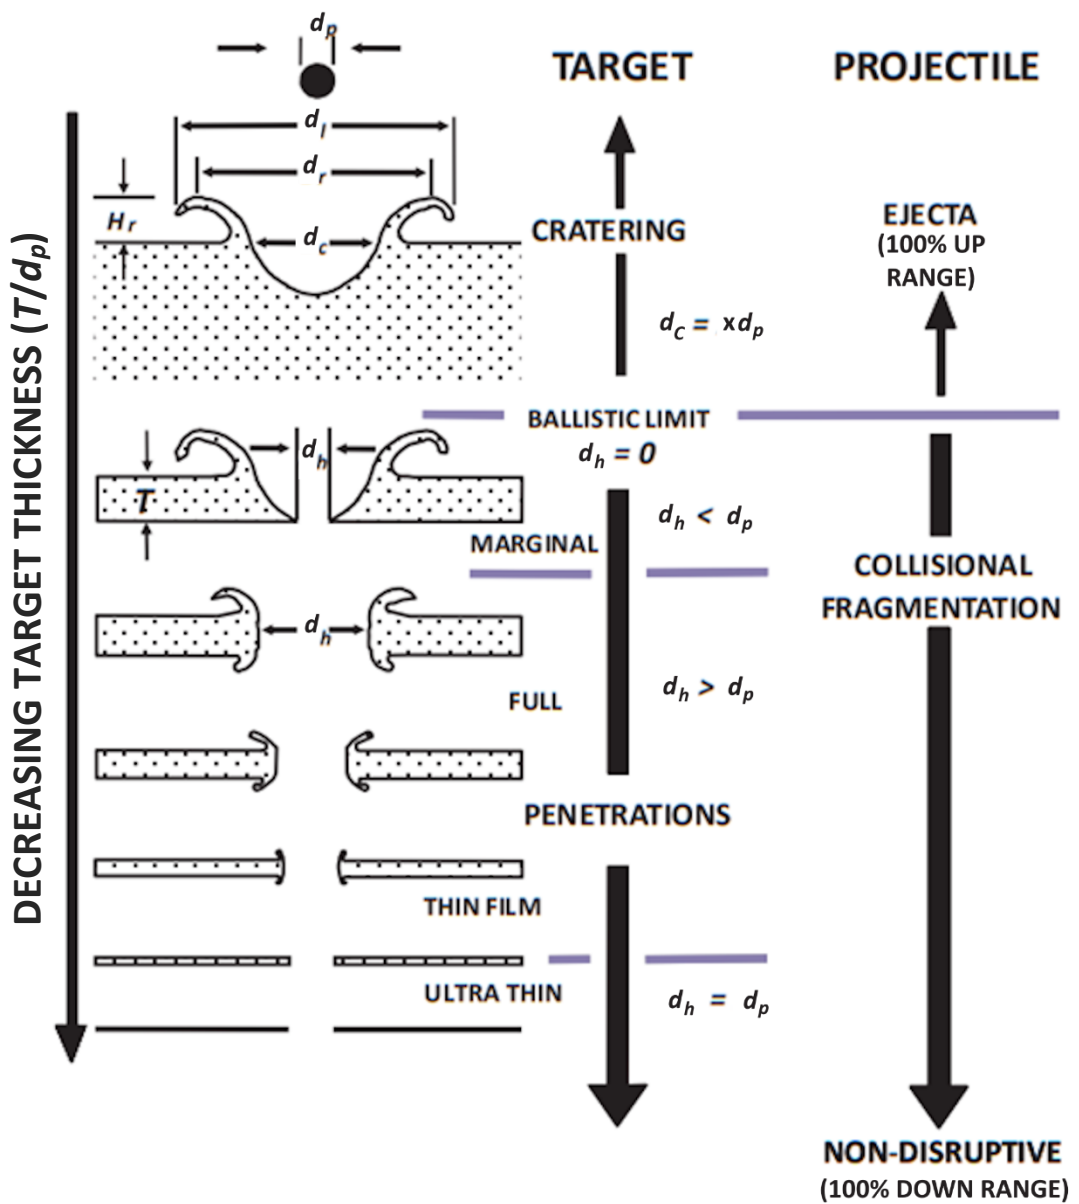 dₚ
TARGET
PROJECTILE
dₗ
dᵣ
Hᵣ
d꜀
CRATERING
EJECTA
(100% UP
RANGE)
d_C = xdₚ
DECREASING TARGET THICKNESS (T/dₚ)
BALLISTIC LIMIT
dₕ = 0
dₕ
T
dₕ < dₚ
MARGINAL
COLLISIONAL
FRAGMENTATION
dₕ
dₕ > dₚ
FULL
PENETRATIONS
THIN FILM
ULTRA THIN
dₕ = dₚ
NON-DISRUPTIVE
(100% DOWN RANGE)